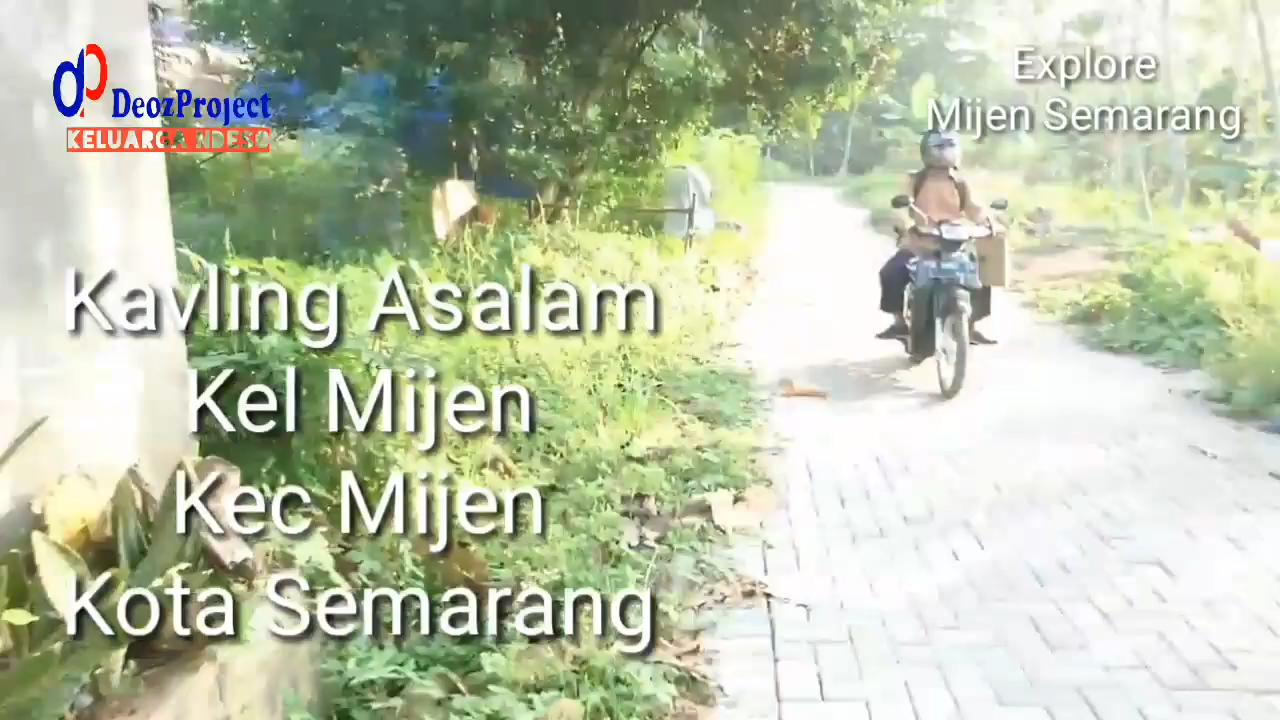 DeozProject
KELUARGA NDESO
Explore
Mijen Semarang
Kavling Asalam
Kel Mijen
Kec Mijen
Kota Semarang